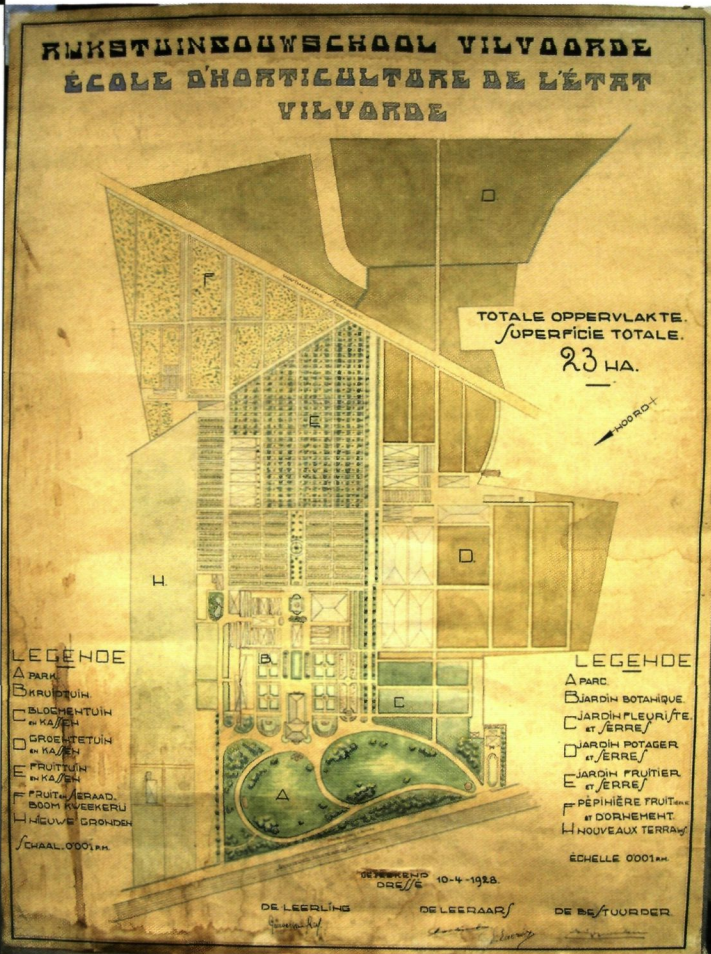 RIJKSTUINBOUWSCHOOL VILVOORDE
ÉCOLE D'HORTICULTURE DE L'ÉTAT
VILVORDE
D
F
TOTALE OPPERVLAKTE.
SUPERFICIE TOTALE.
23 HA.
NOORD
E
D.
H.
B.
C
A
LEGENDE
A PARK.
B KRUIDTUIN.
C BLOEMENTUIN
EN KASSEN
D GROENTETUIN
EN KASSEN
E FRUITTUIN
EN KASSEN
F FRUIT EN SIERAAD.
BOOM KWEEKERIJ
H NIEUWE GRONDEN
SCHAAL. 0'001 P.M.
LEGENDE
A PARC.
B JARDIN BOTANIQUE.
C JARDIN FLEURISTE.
ET SERRES
D JARDIN POTAGER
ET SERRES
E JARDIN FRUITIER
ET SERRES
F PÉPINIÈRE FRUITIÈRE
ET D'ORNEMENT.
H NOUVEAUX TERRAINS
ÉCHELLE 0'001 P.M.
GETEEKEND
DRESSÉ 10-4-1928.
DE LEERLING
DE LEERAARS
DE BESTUURDER.